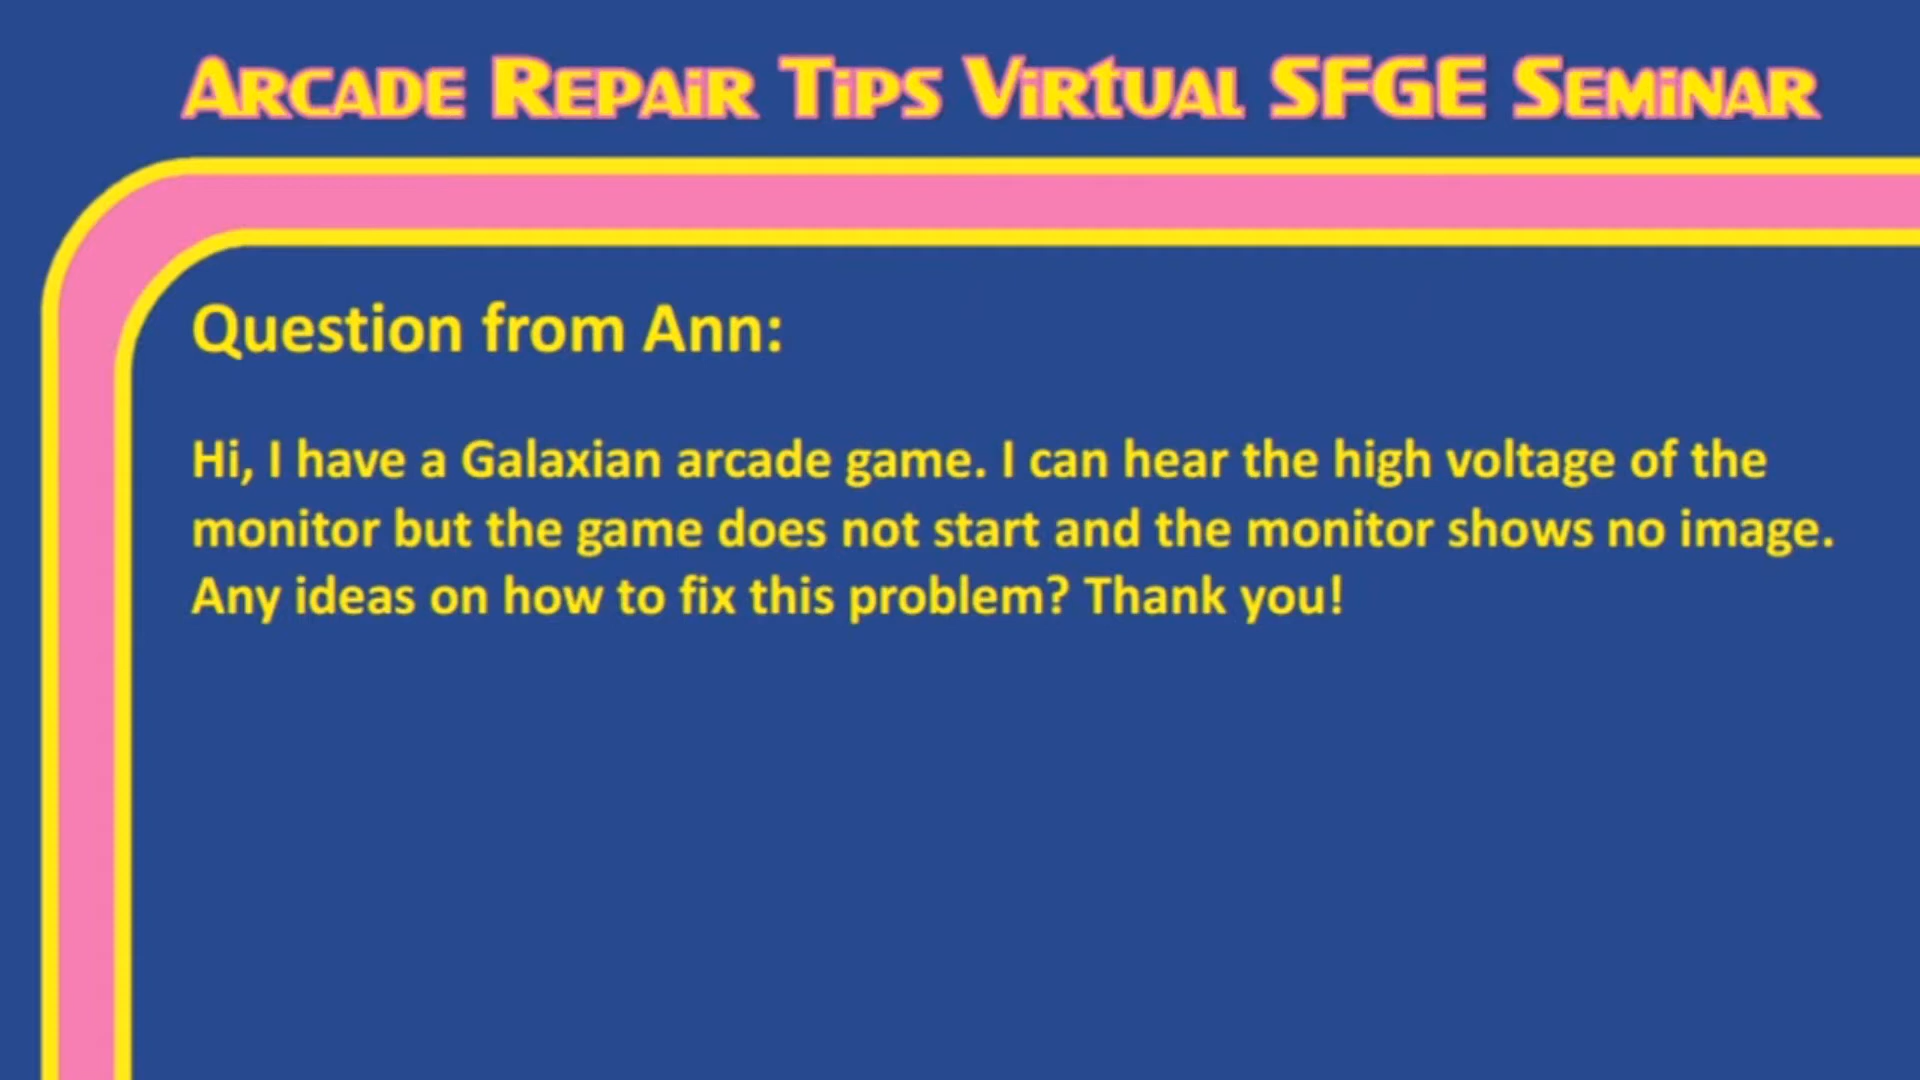 Arcade Repair Tips Virtual SFGE Seminar
Question from Ann:
Hi, I have a Galaxian arcade game. I can hear the high voltage of the
monitor but the game does not start and the monitor shows no image.
Any ideas on how to fix this problem? Thank you!